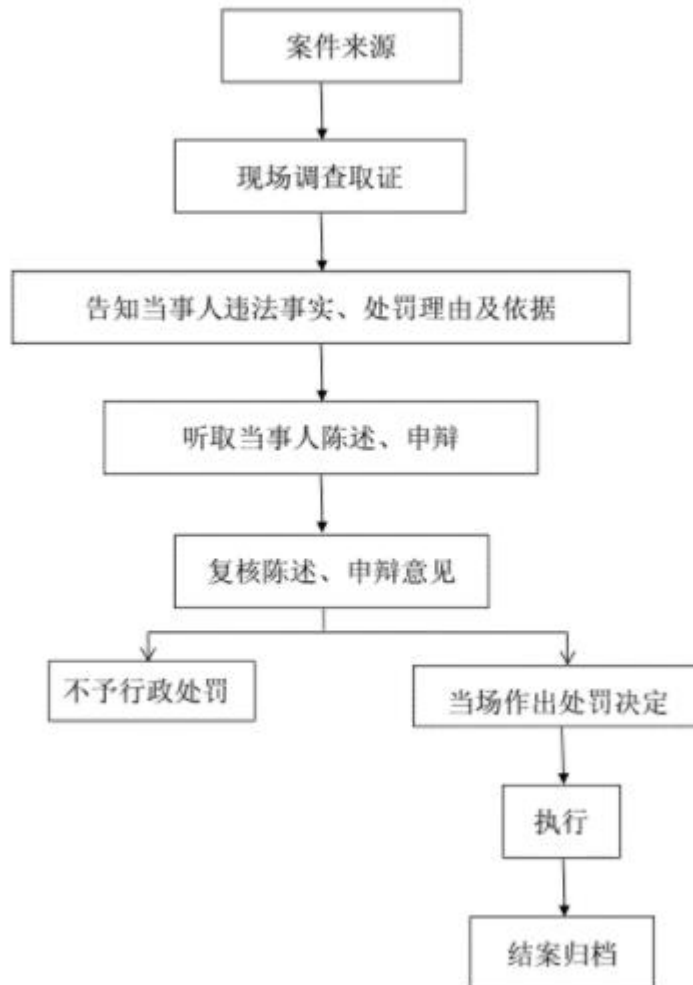 案件来源
现场调查取证
告知当事人违法事实、处罚理由及依据
听取当事人陈述、申辩
复核陈述、申辩意见
不予行政处罚
当场作出处罚决定
执行
结案归档